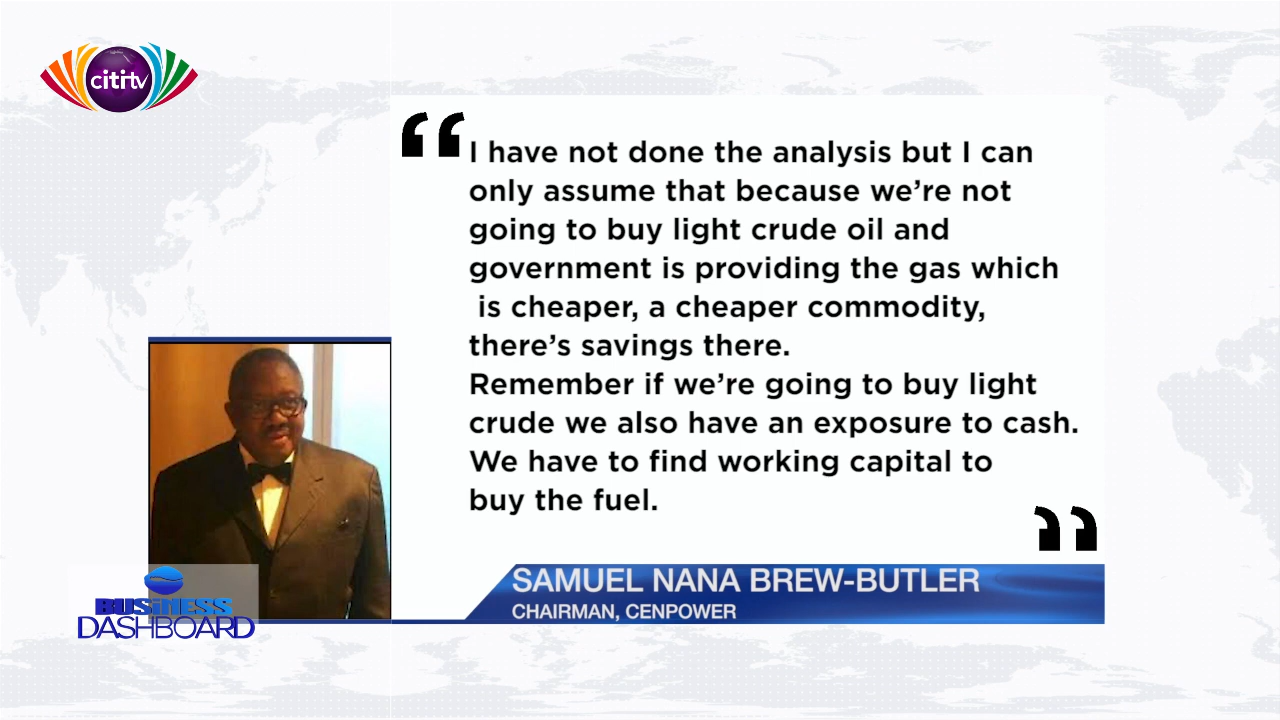 citi tv
“
I have not done the analysis but I can
only assume that because we’re not
going to buy light crude oil and
government is providing the gas which
is cheaper, a cheaper commodity,
there’s savings there.
Remember if we’re going to buy light
crude we also have an exposure to cash.
We have to find working capital to
buy the fuel.
”
SAMUEL NANA BREW-BUTLER
CHAIRMAN, CENPOWER
BUSINESS
DASHBOARD